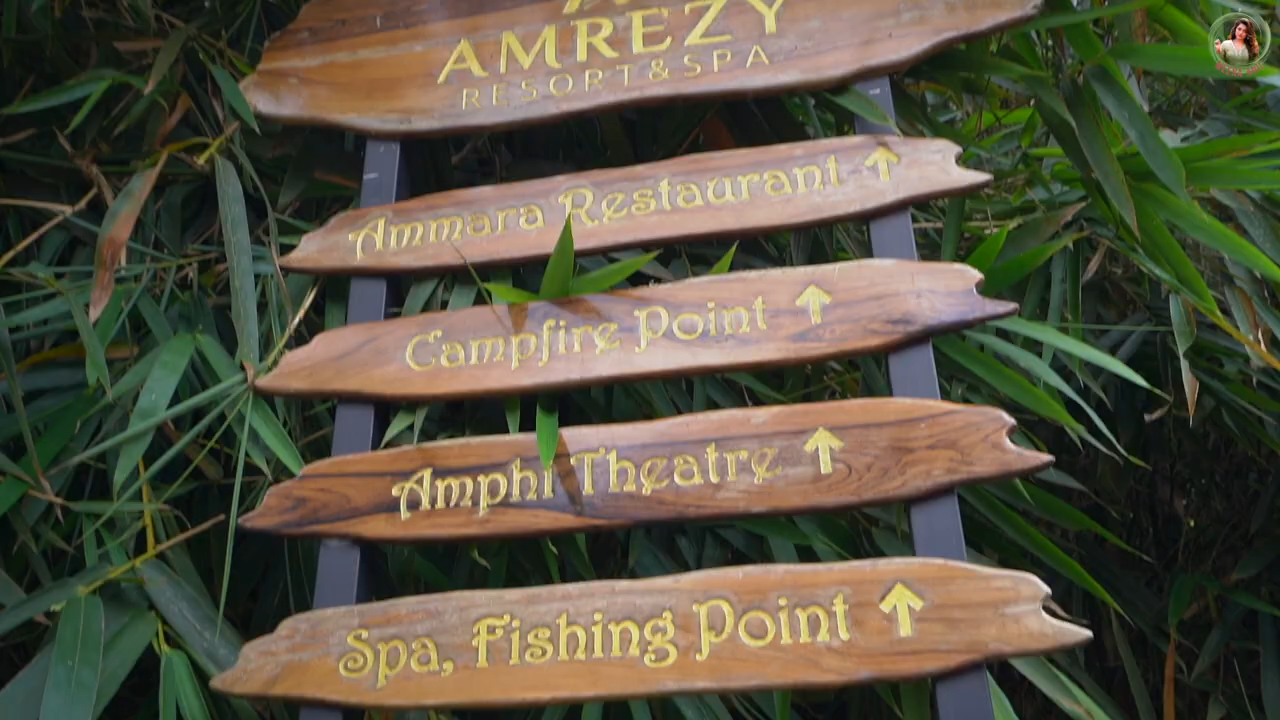 AMREZY
RESORT & SPA
Ammara Restaurant ↑
Campfire Point ↑
Amphi Theatre ↑
Spa, Fishing Point ↑